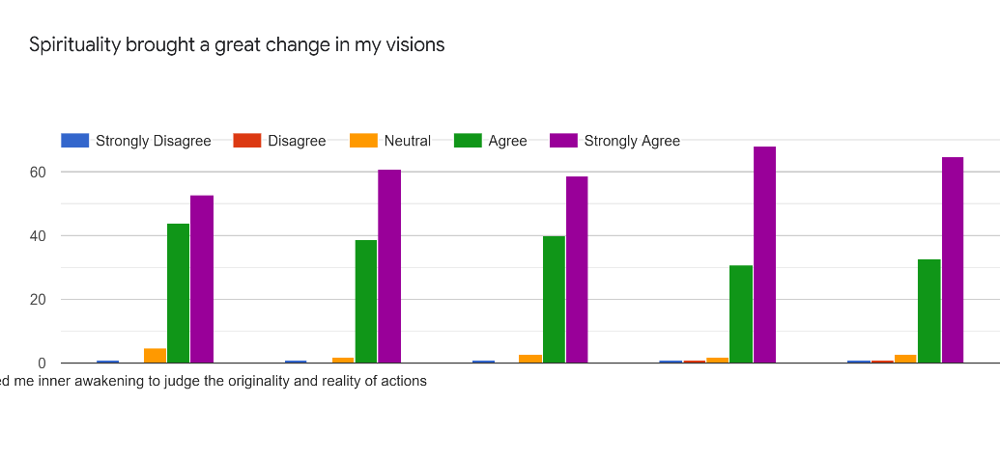 Spirituality brought a great change in my visions
Strongly Disagree Disagree Neutral Agree Strongly Agree
60
40
20
0
ed me inner awakening to judge the originality and reality of actions